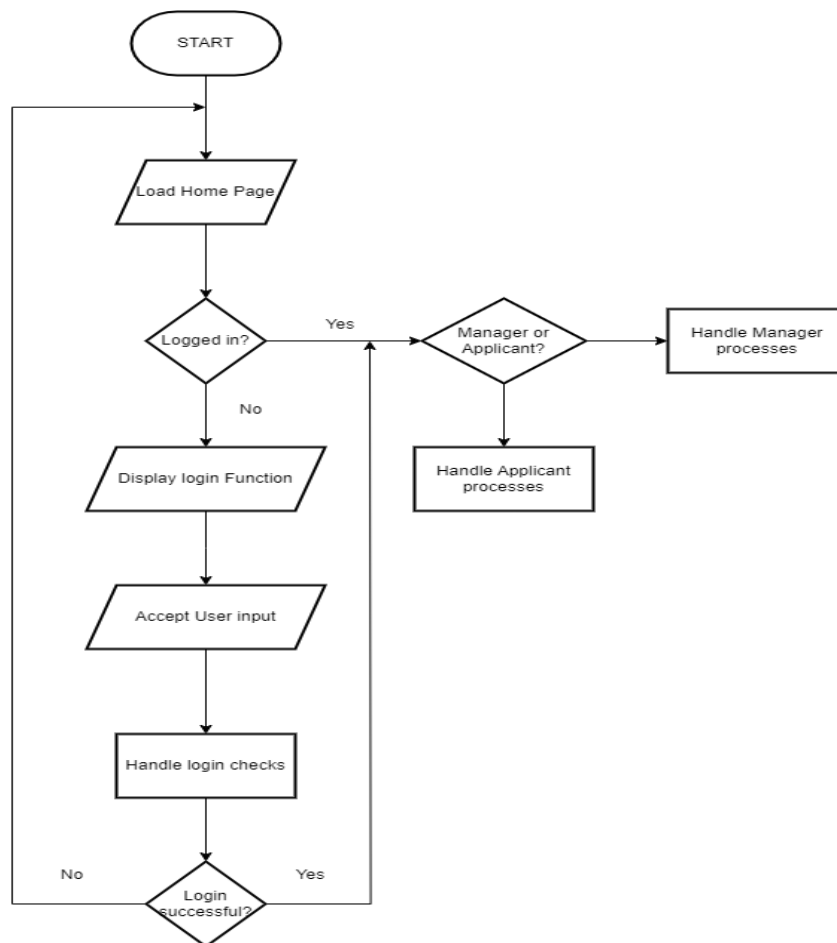 START
Load Home Page
Logged in?
Yes
Manager or
Applicant?
Handle Manager
processes
No
Display login Function
Handle Applicant
processes
Accept User input
Handle login checks
No
Yes
Login
successful?